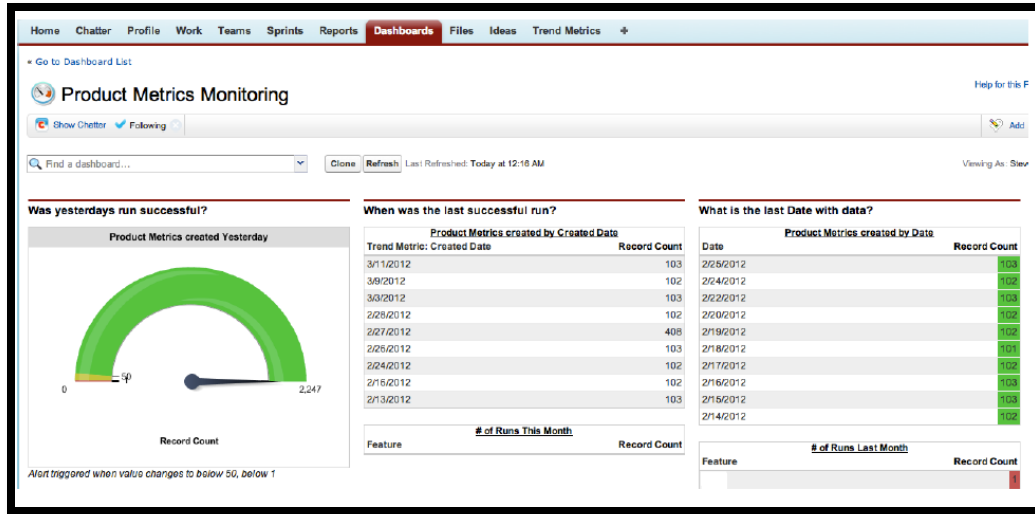 Home Chatter Profile Work Teams Sprints Reports Dashboards Files Ideas Trend Metrics +
« Go to Dashboard List
Product Metrics Monitoring
Help for this P
Show Chatter Following
Add
Find a dashboard...
Clone Refresh Last Refreshed: Today at 12:16 AM
Viewing As: Stev
Was yesterdays run successful?
Product Metrics created Yesterday
0
50
2,247
Record Count
Alert triggered when value changes to below 50, below 1
When was the last successful run?
Product Metrics created by Created Date
Trend Metric: Created Date Record Count
3/11/2012 103
3/9/2012 102
3/3/2012 103
2/28/2012 102
2/27/2012 408
2/25/2012 103
2/24/2012 102
2/16/2012 102
2/13/2012 103
# of Runs This Month
Feature Record Count
What is the last Date with data?
Product Metrics created by Date
Date Record Count
2/25/2012 103
2/24/2012 102
2/22/2012 103
2/20/2012 102
2/19/2012 102
2/18/2012 101
2/17/2012 102
2/16/2012 103
2/15/2012 103
2/14/2012 102
# of Runs Last Month
Feature Record Count
1